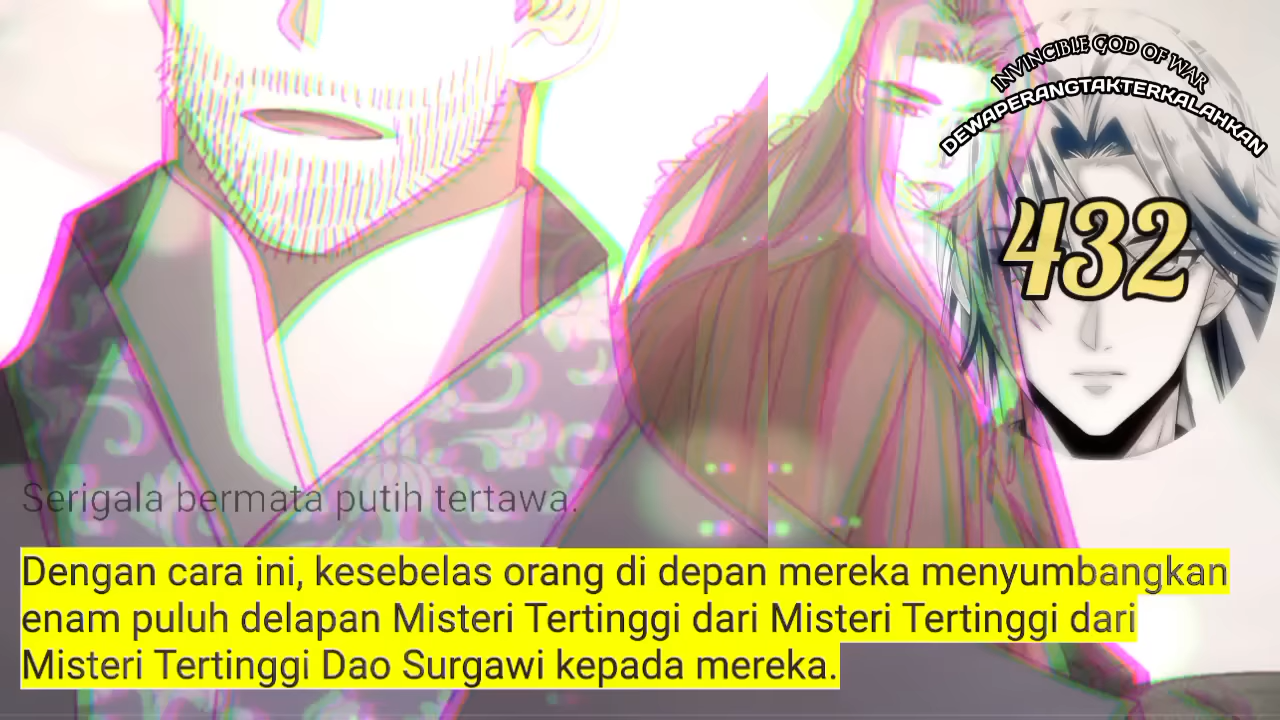 INVINCIBLE GOD OF WAR
DEWAPERANGTAKTERKALAHKAN
432
Serigala bermata putih tertawa.
Dengan cara ini, kesebelas orang di depan mereka menyumbangkan
enam puluh delapan Misteri Tertinggi dari Misteri Tertinggi dari
Misteri Tertinggi Dao Surgawi kepada mereka.